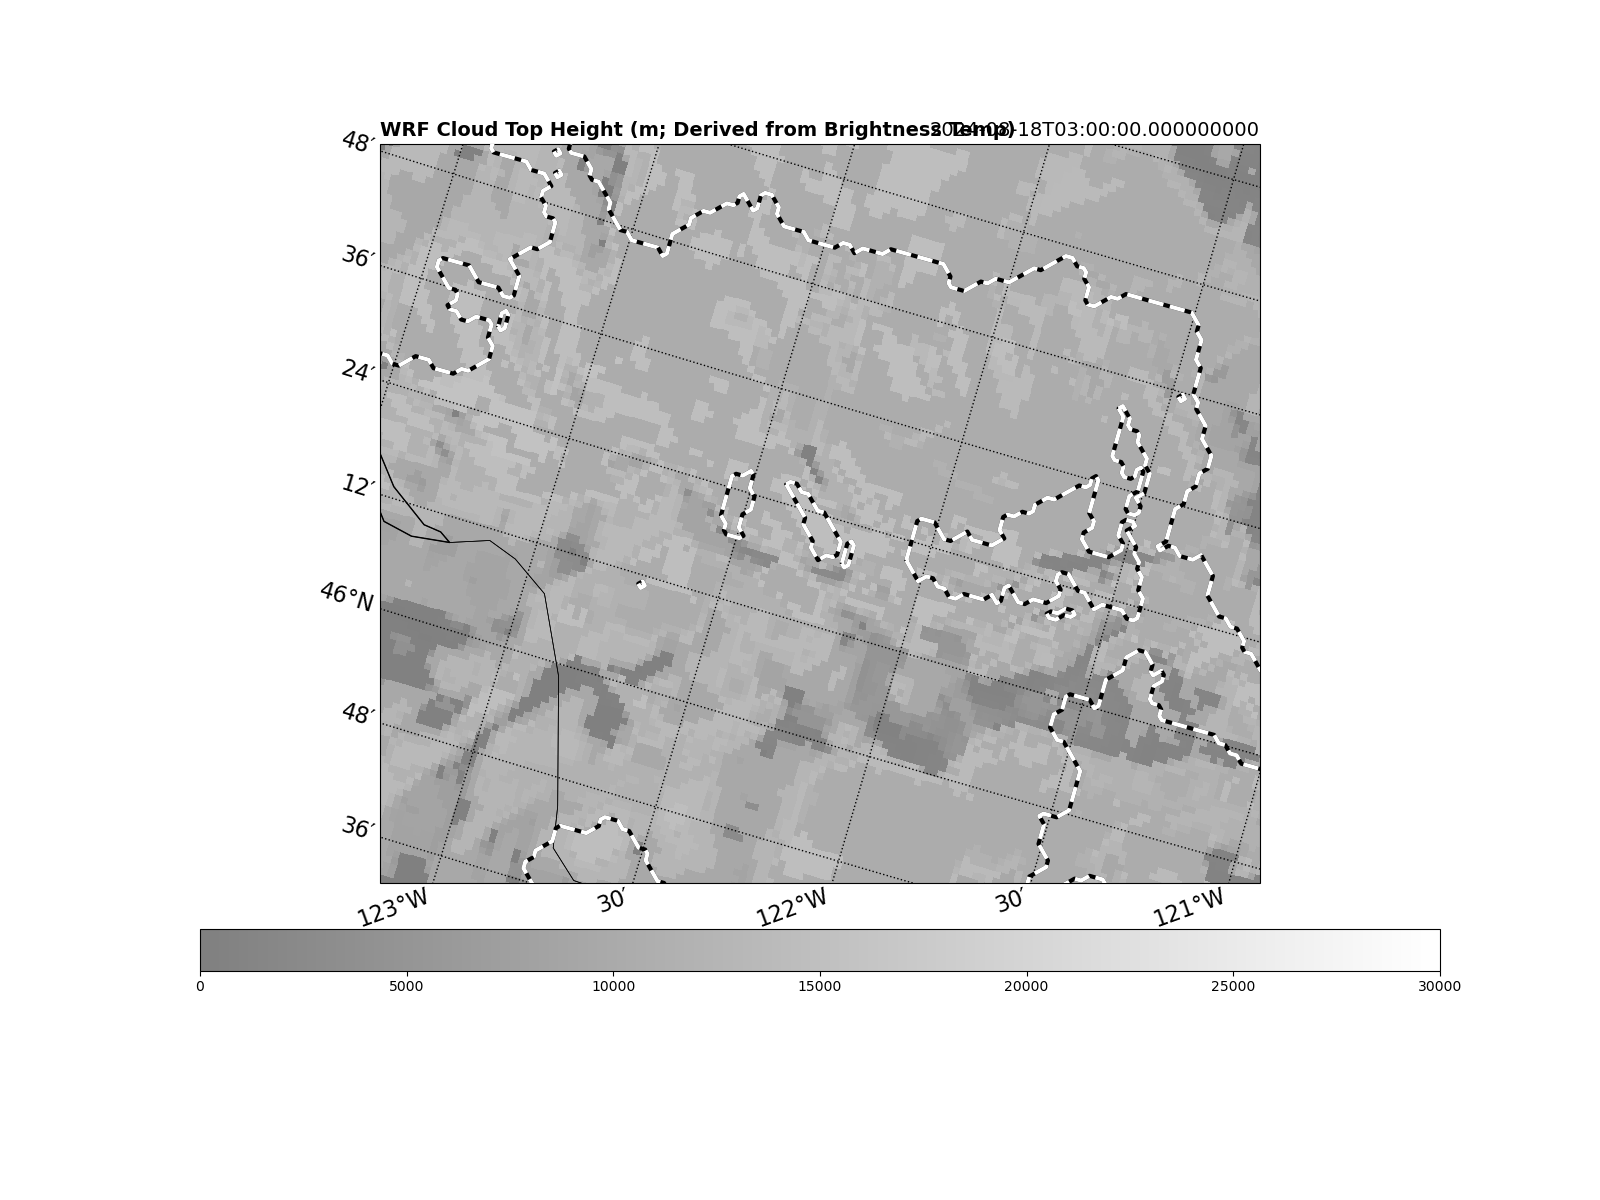 WRF Cloud Top Height (m; Derived from Brightness Temp) 2024-08-18T03:00:00.000000000
48′
36′
24′
12′
46°N
48′
36′
123°W 30′ 122°W 30′ 121°W
0 5000 10000 15000 20000 25000 30000